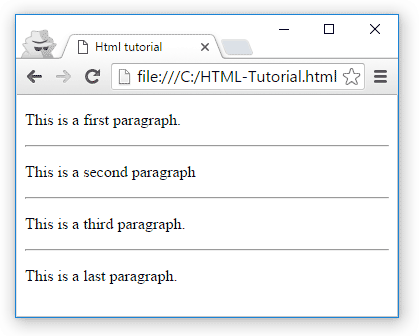 Html tutorial
file:///C:/HTML-Tutorial.html
This is a first paragraph.
This is a second paragraph
This is a third paragraph.
This is a last paragraph.